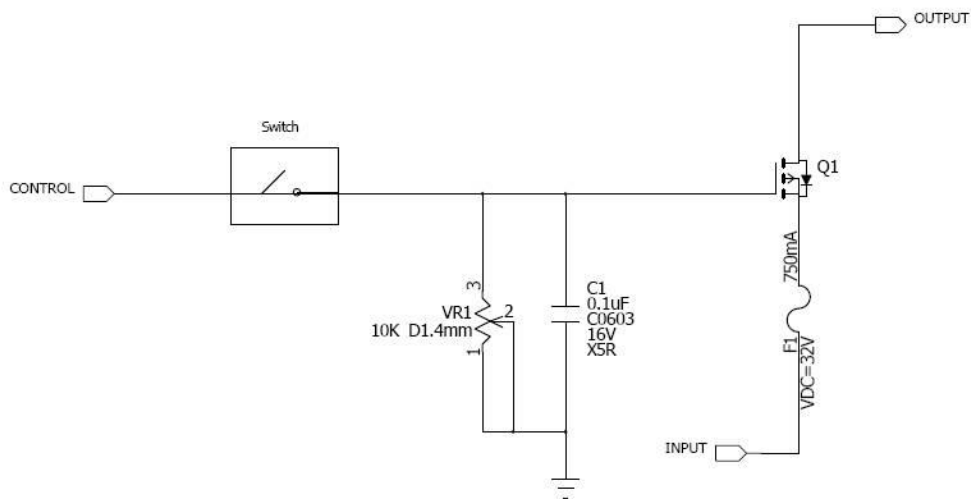 OUTPUT
Switch
CONTROL
Q1
750mA
3
VR1
2
10K D1.4mm
1
C1
0.1uF
C0603
16V
X5R
F1
VDC=32V
INPUT